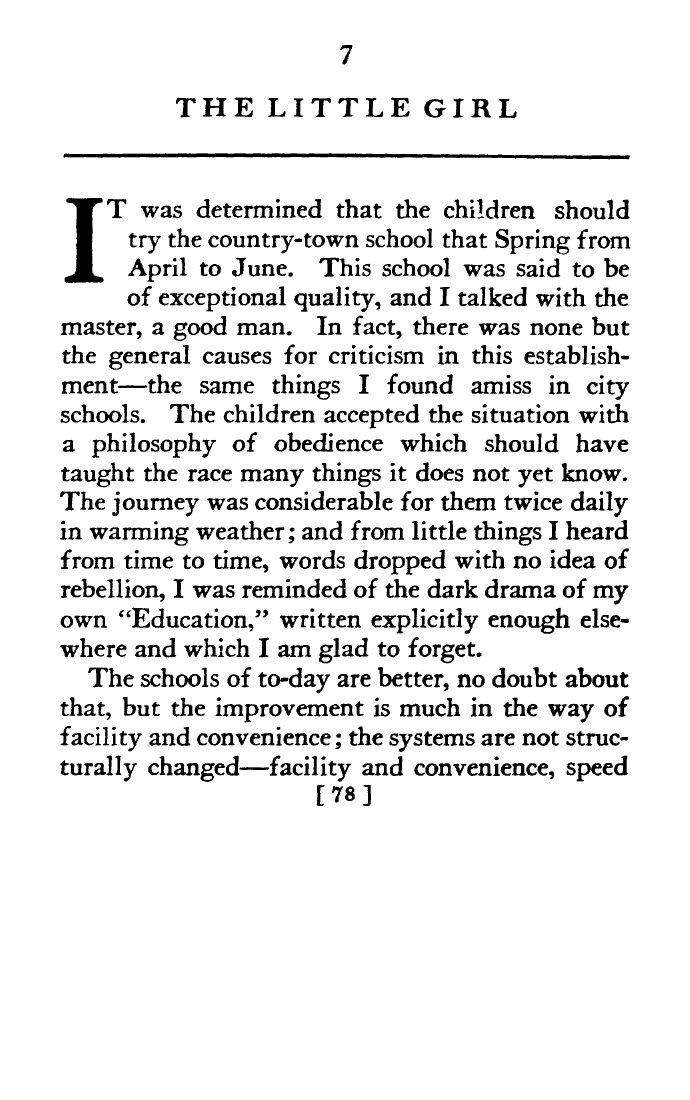 7
THE LITTLE GIRL
IT was determined that the children should
try the country-town school that Spring from
April to June. This school was said to be
of exceptional quality, and I talked with the
master, a good man. In fact, there was none but
the general causes for criticism in this establish-
ment—the same things I found amiss in city
schools. The children accepted the situation with
a philosophy of obedience which should have
taught the race many things it does not yet know.
The journey was considerable for them twice daily
in warming weather; and from little things I heard
from time to time, words dropped with no idea of
rebellion, I was reminded of the dark drama of my
own “Education,” written explicitly enough else-
where and which I am glad to forget.
The schools of to-day are better, no doubt about
that, but the improvement is much in the way of
facility and convenience; the systems are not struc-
turally changed—facility and convenience, speed
[ 78 ]